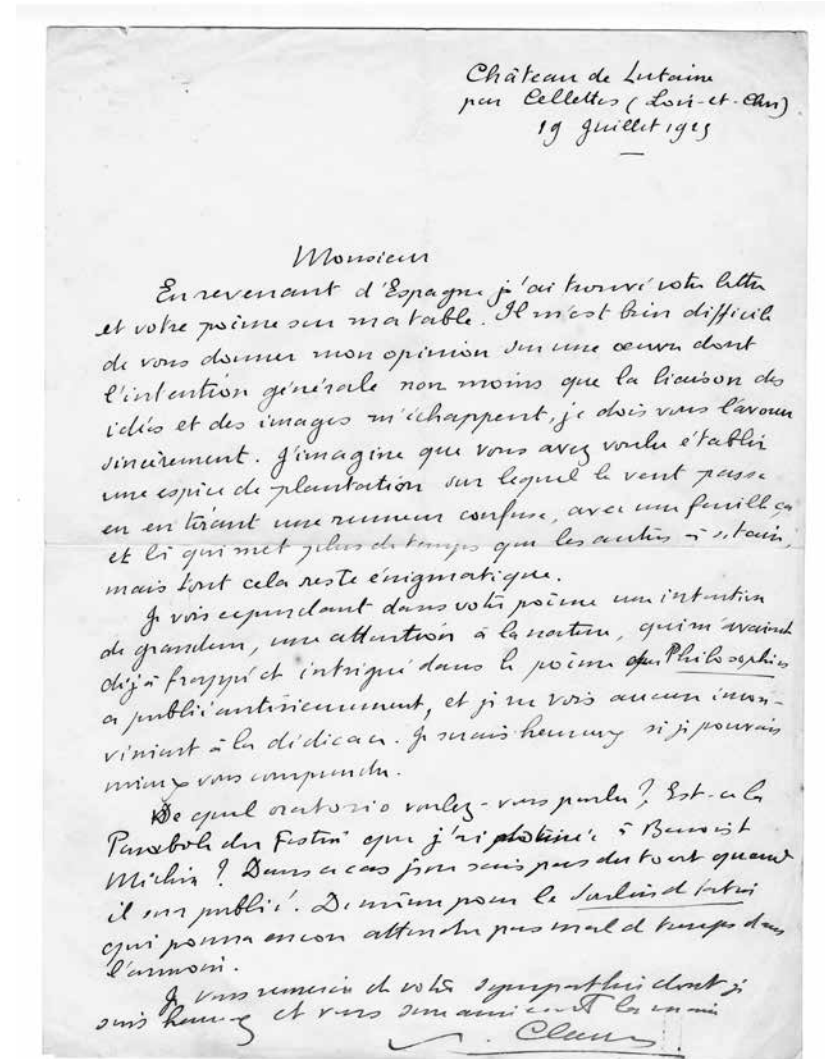 Château de Lutaine
par Cellettes (Loir-et-Cher)
19 Juillet 1925
Monsieur
En revenant d'Espagne j'ai trouvé votre lettre
et votre poème sur ma table. Il m'est bien difficile
de vous donner mon opinion sur une œuvre dont
l'intention générale non moins que la liaison des
idées et des images m'échappent, je dois vous l'avouer
sincèrement. J'imagine que vous avez voulu établir
une espèce de plantation sur lequel le vent passe
en en tirant une rumeur confuse, avec une feuille çà
et là qui met plus de temps que les autres à se taire,
mais tout cela reste énigmatique.
Je vois cependant dans votre poème une intention
de grandeur, une attention à la nature, qui m'avaient
déjà frappé et intrigué dans le poème que Philosophies
a publié antérieurement, et je ne vois aucun incon-
vénient à la dédicace. Je serais heureux si je pouvais
mieux vous comprendre.
De quel oratorio voulez-vous parler ? Est-ce la
Parabole du Festin que j'ai à Benoist
Méchin ? Dans ce cas je ne sais pas du tout quand
il sera publié. De même pour le Soulier de Satin
qui pourra encore attendre pas mal de temps dans
l'armoire.
Je vous remercie de votre sympathie dont je
suis heureux et vous serre amicalement la main
Claudel